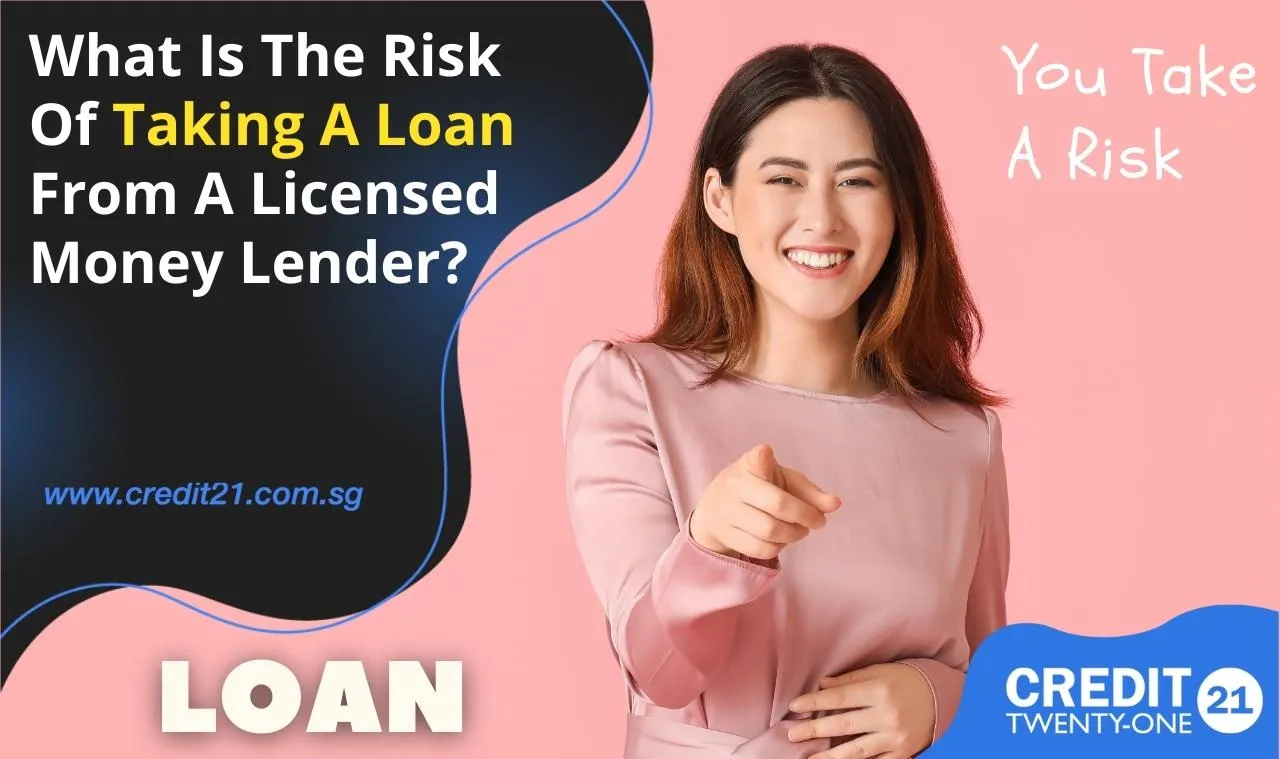 What Is The Risk
Of Taking A Loan
From A Licensed
Money Lender?
You Take
A Risk
www.credit21.com.sg
LOAN
CREDIT
TWENTY-ONE
21